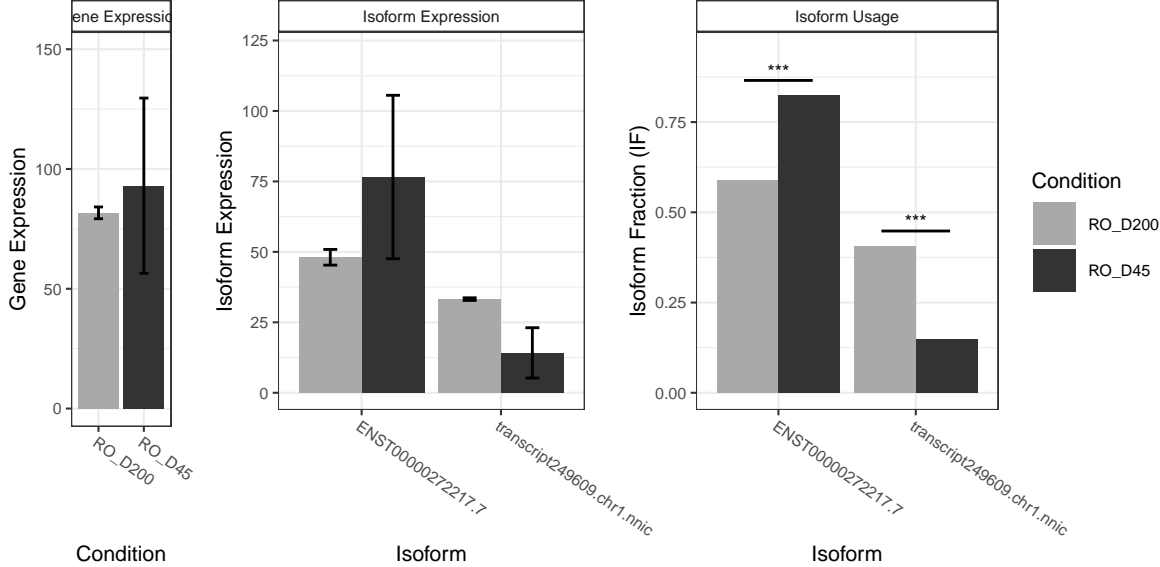 ene Expressio
Gene Expression
150
100
50
0
RO_D200
RO_D45
Condition
Isoform Expression
Isoform Expression
125
100
75
50
25
0
ENST00000272217.7
transcript249609.chr1.nnic
Isoform
Isoform Usage
Isoform Fraction (IF)
0.75
0.50
0.25
0.00
***
***
ENST00000272217.7
transcript249609.chr1.nnic
Isoform
Condition
RO_D200
RO_D45